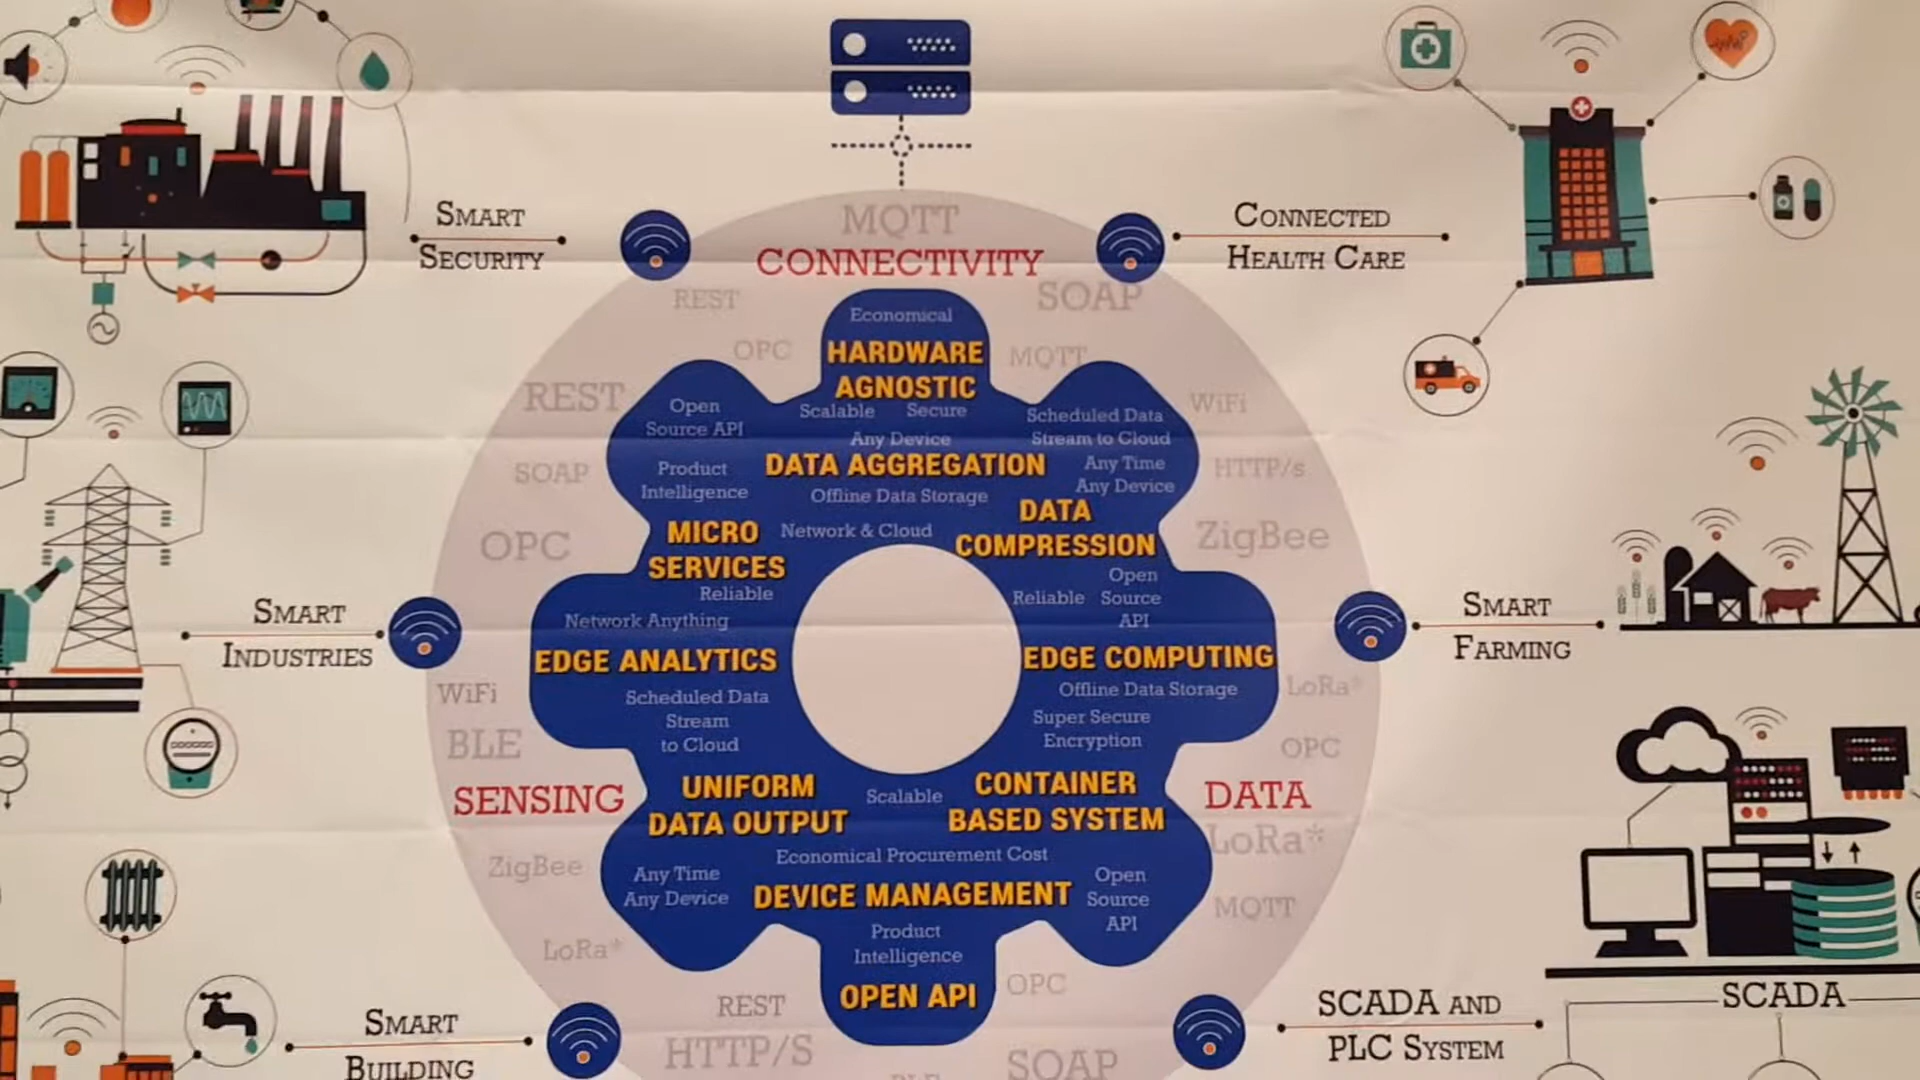 SMART
SECURITY
CONNECTED
HEALTH CARE
MQTT
CONNECTIVITY
REST
SOAP
OPC
MQTT
REST
WiFi
SOAP
HTTP/s
OPC
ZigBee
Economical
HARDWARE
AGNOSTIC
Scalable Secure
Open
Source API
Scheduled Data
Stream to Cloud
Any Device
DATA AGGREGATION
Any Time
Any Device
Product
Intelligence
Offline Data Storage
DATA
COMPRESSION
MICRO
SERVICES
Network & Cloud
Reliable
Open
Source
API
Reliable
Network Anything
EDGE ANALYTICS
EDGE COMPUTING
SMART
INDUSTRIES
SMART
FARMING
WiFi
LoRa*
BLE
OPC
Scheduled Data
Stream
to Cloud
Offline Data Storage
Super Secure
Encryption
SENSING
DATA
UNIFORM
DATA OUTPUT
Scalable
CONTAINER
BASED SYSTEM
LoRa*
ZigBee
MQTT
Economical Procurement Cost
Any Time
Any Device
DEVICE MANAGEMENT
Open
Source
API
Product
Intelligence
OPEN API
LoRa*
OPC
REST
HTTP/S
SOAP
BLE
SMART
BUILDING
SCADA AND
PLC SYSTEM
SCADA